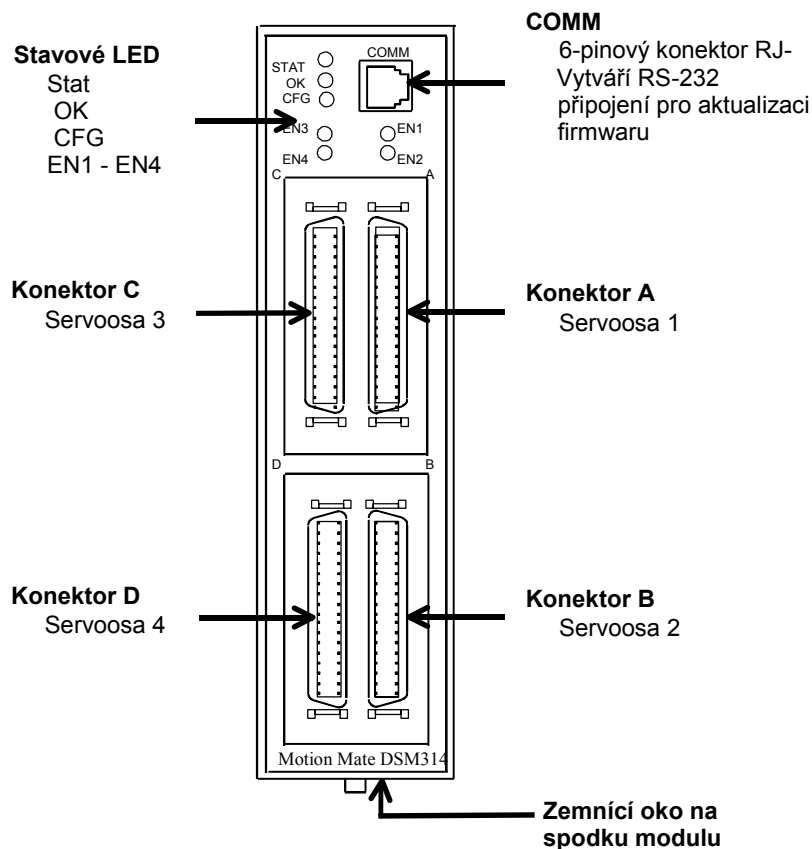 Stavové LED
Stat
OK
CFG
EN1 - EN4
COMM
6-pinový konektor RJ-
Vytváří RS-232
připojení pro aktualizaci
firmwaru
STAT
OK
CFG
COMM
EN3
EN1
EN4
EN2
C
A
Konektor C
Servoosa 3
Konektor A
Servoosa 1
D
B
Konektor D
Servoosa 4
Konektor B
Servoosa 2
Motion Mate DSM314
Zemnící oko na
spodku modulu